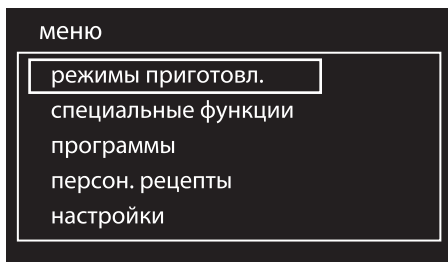 меню
режимы приготовл.
специальные функции
программы
персон. рецепты
настройки